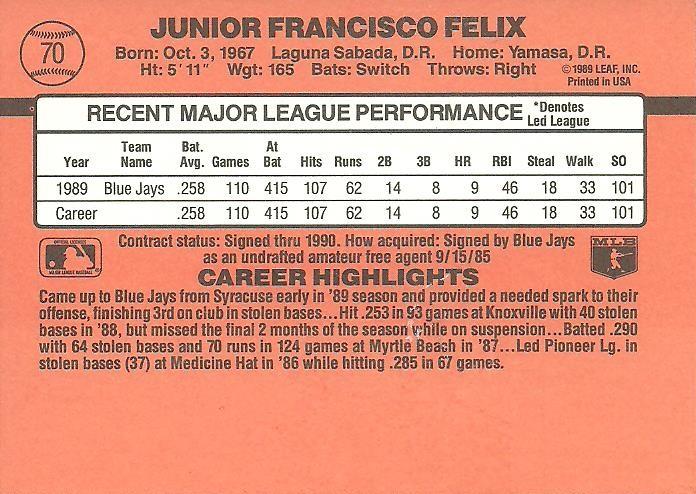 70
JUNIOR FRANCISCO FELIX
Born: Oct. 3, 1967 Laguna Sabada, D.R. Home: Yamasa, D.R.
Ht: 5'11" Wgt: 165 Bats: Switch Throws: Right ©1989 LEAF, INC.
Printed in USA
RECENT MAJOR LEAGUE PERFORMANCE *Denotes Led League
Year Team Name Bat. Avg. Games At Bat Hits Runs 2B 3B HR RBI Steal Walk SO
1989 Blue Jays .258 110 415 107 62 14 8 9 46 18 33 101
Career .258 110 415 107 62 14 8 9 46 18 33 101
OFFICIAL LICENSEE
MAJOR LEAGUE BASEBALL
Contract status: Signed thru 1990. How acquired: Signed by Blue Jays
as an undrafted amateur free agent 9/15/85
MLB
CAREER HIGHLIGHTS
Came up to Blue Jays from Syracuse early in '89 season and provided a needed spark to their
offense, finishing 3rd on club in stolen bases...Hit .253 in 93 games at Knoxville with 40 stolen
bases in '88, but missed the final 2 months of the season while on suspension...Batted .290
with 64 stolen bases and 70 runs in 124 games at Myrtle Beach in '87...Led Pioneer Lg. in
stolen bases (37) at Medicine Hat in '86 while hitting .285 in 67 games.